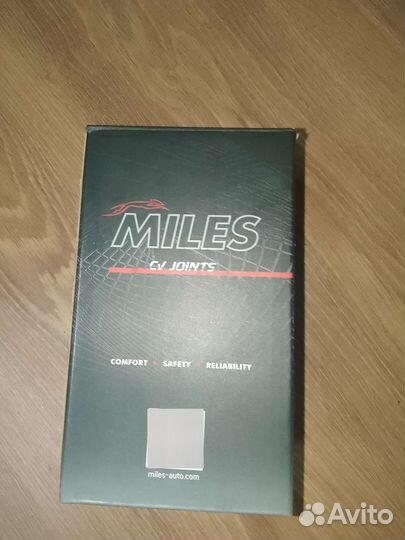 MILES
CV JOINTS
COMFORT • SAFETY • RELIABILITY
miles-auto.com
Avito